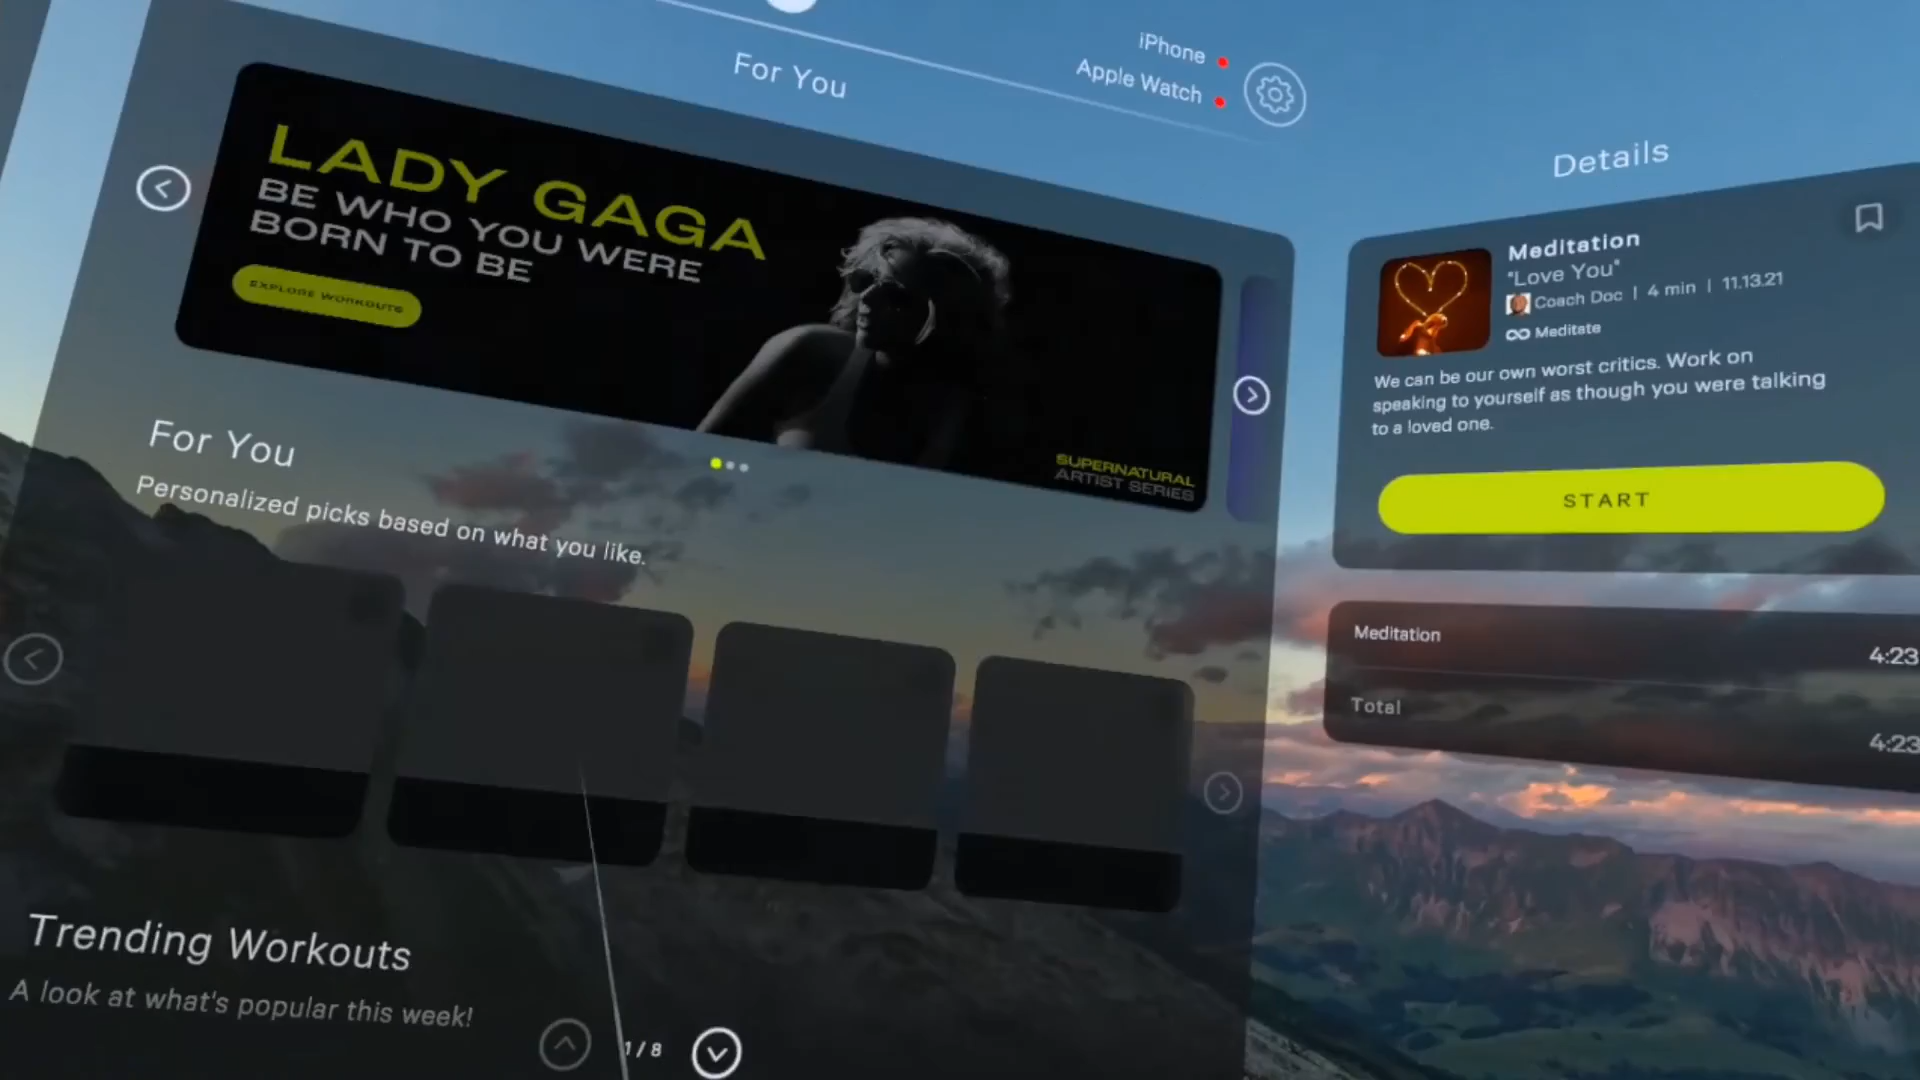 For You
iPhone
Apple Watch
LADY GAGA
BE WHO YOU WERE
BORN TO BE
EXPLORE WORKOUTS
SUPERNATURAL
ARTIST SERIES
For You
Personalized picks based on what you like.
Trending Workouts
A look at what's popular this week!
1 / 8
Details
Meditation
"Love You"
Coach Doc | 4 min | 11.13.21
Meditate
We can be our own worst critics. Work on
speaking to yourself as though you were talking
to a loved one.
START
Meditation
4:23
Total
4:23